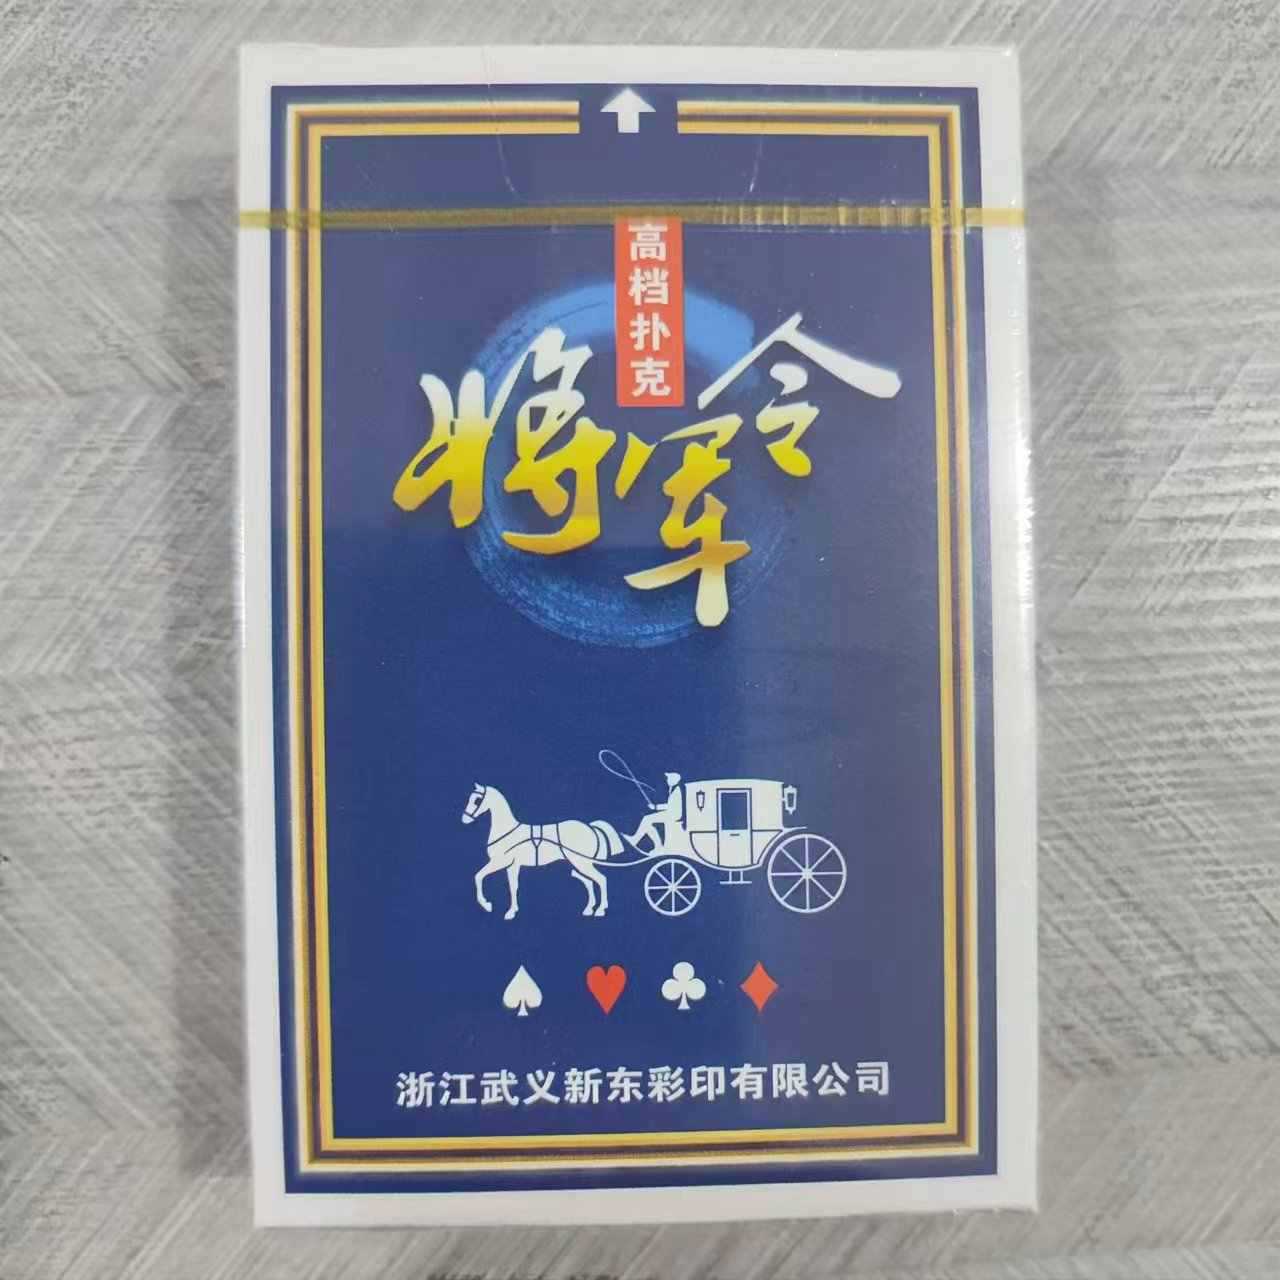 高档扑克
将军令
浙江武义新东彩印有限公司